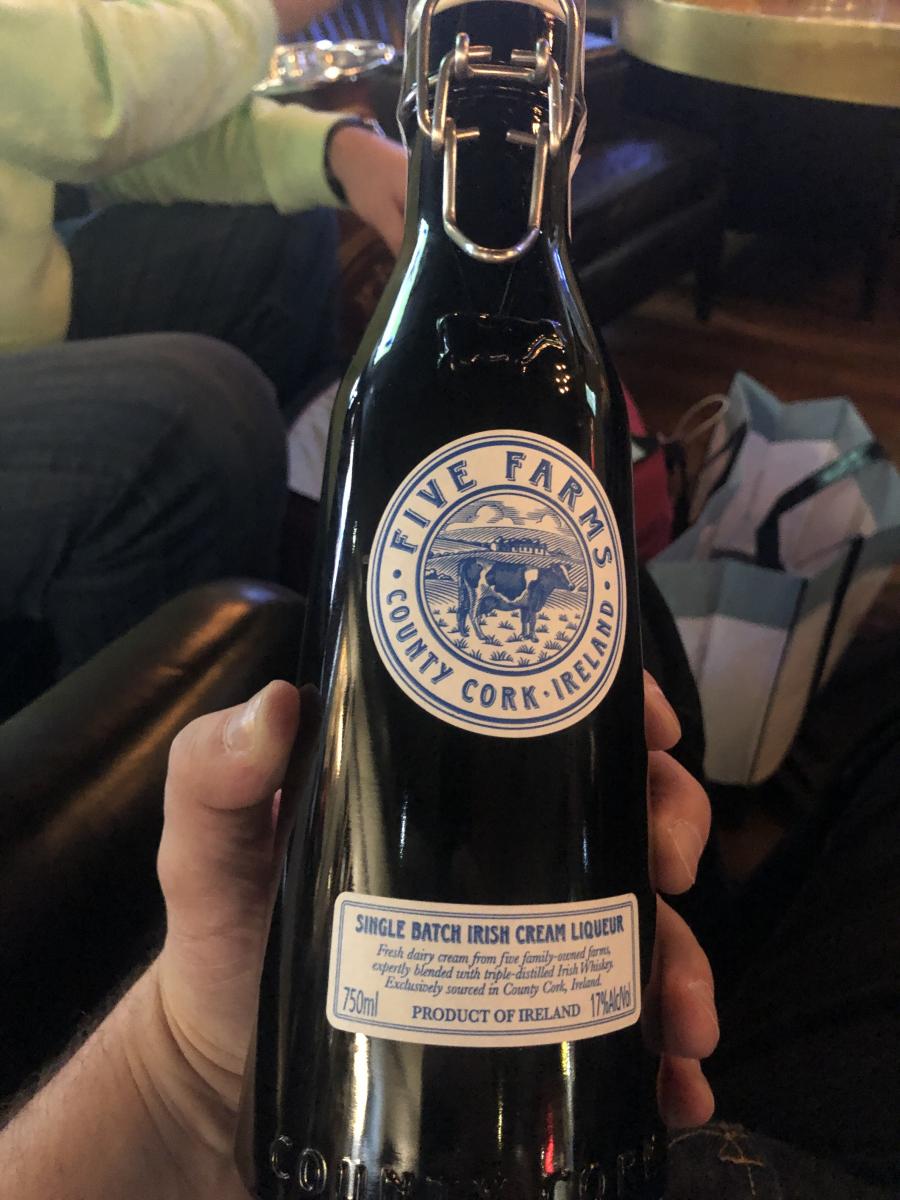 FIVE FARMS
COUNTY CORK · IRELAND
SINGLE BATCH IRISH CREAM LIQUEUR
Fresh dairy cream from five family-owned farms,
expertly blended with triple-distilled Irish Whiskey.
Exclusively sourced in County Cork, Ireland.
750ml PRODUCT OF IRELAND 17%Alc/Vol
COUNTY CORK